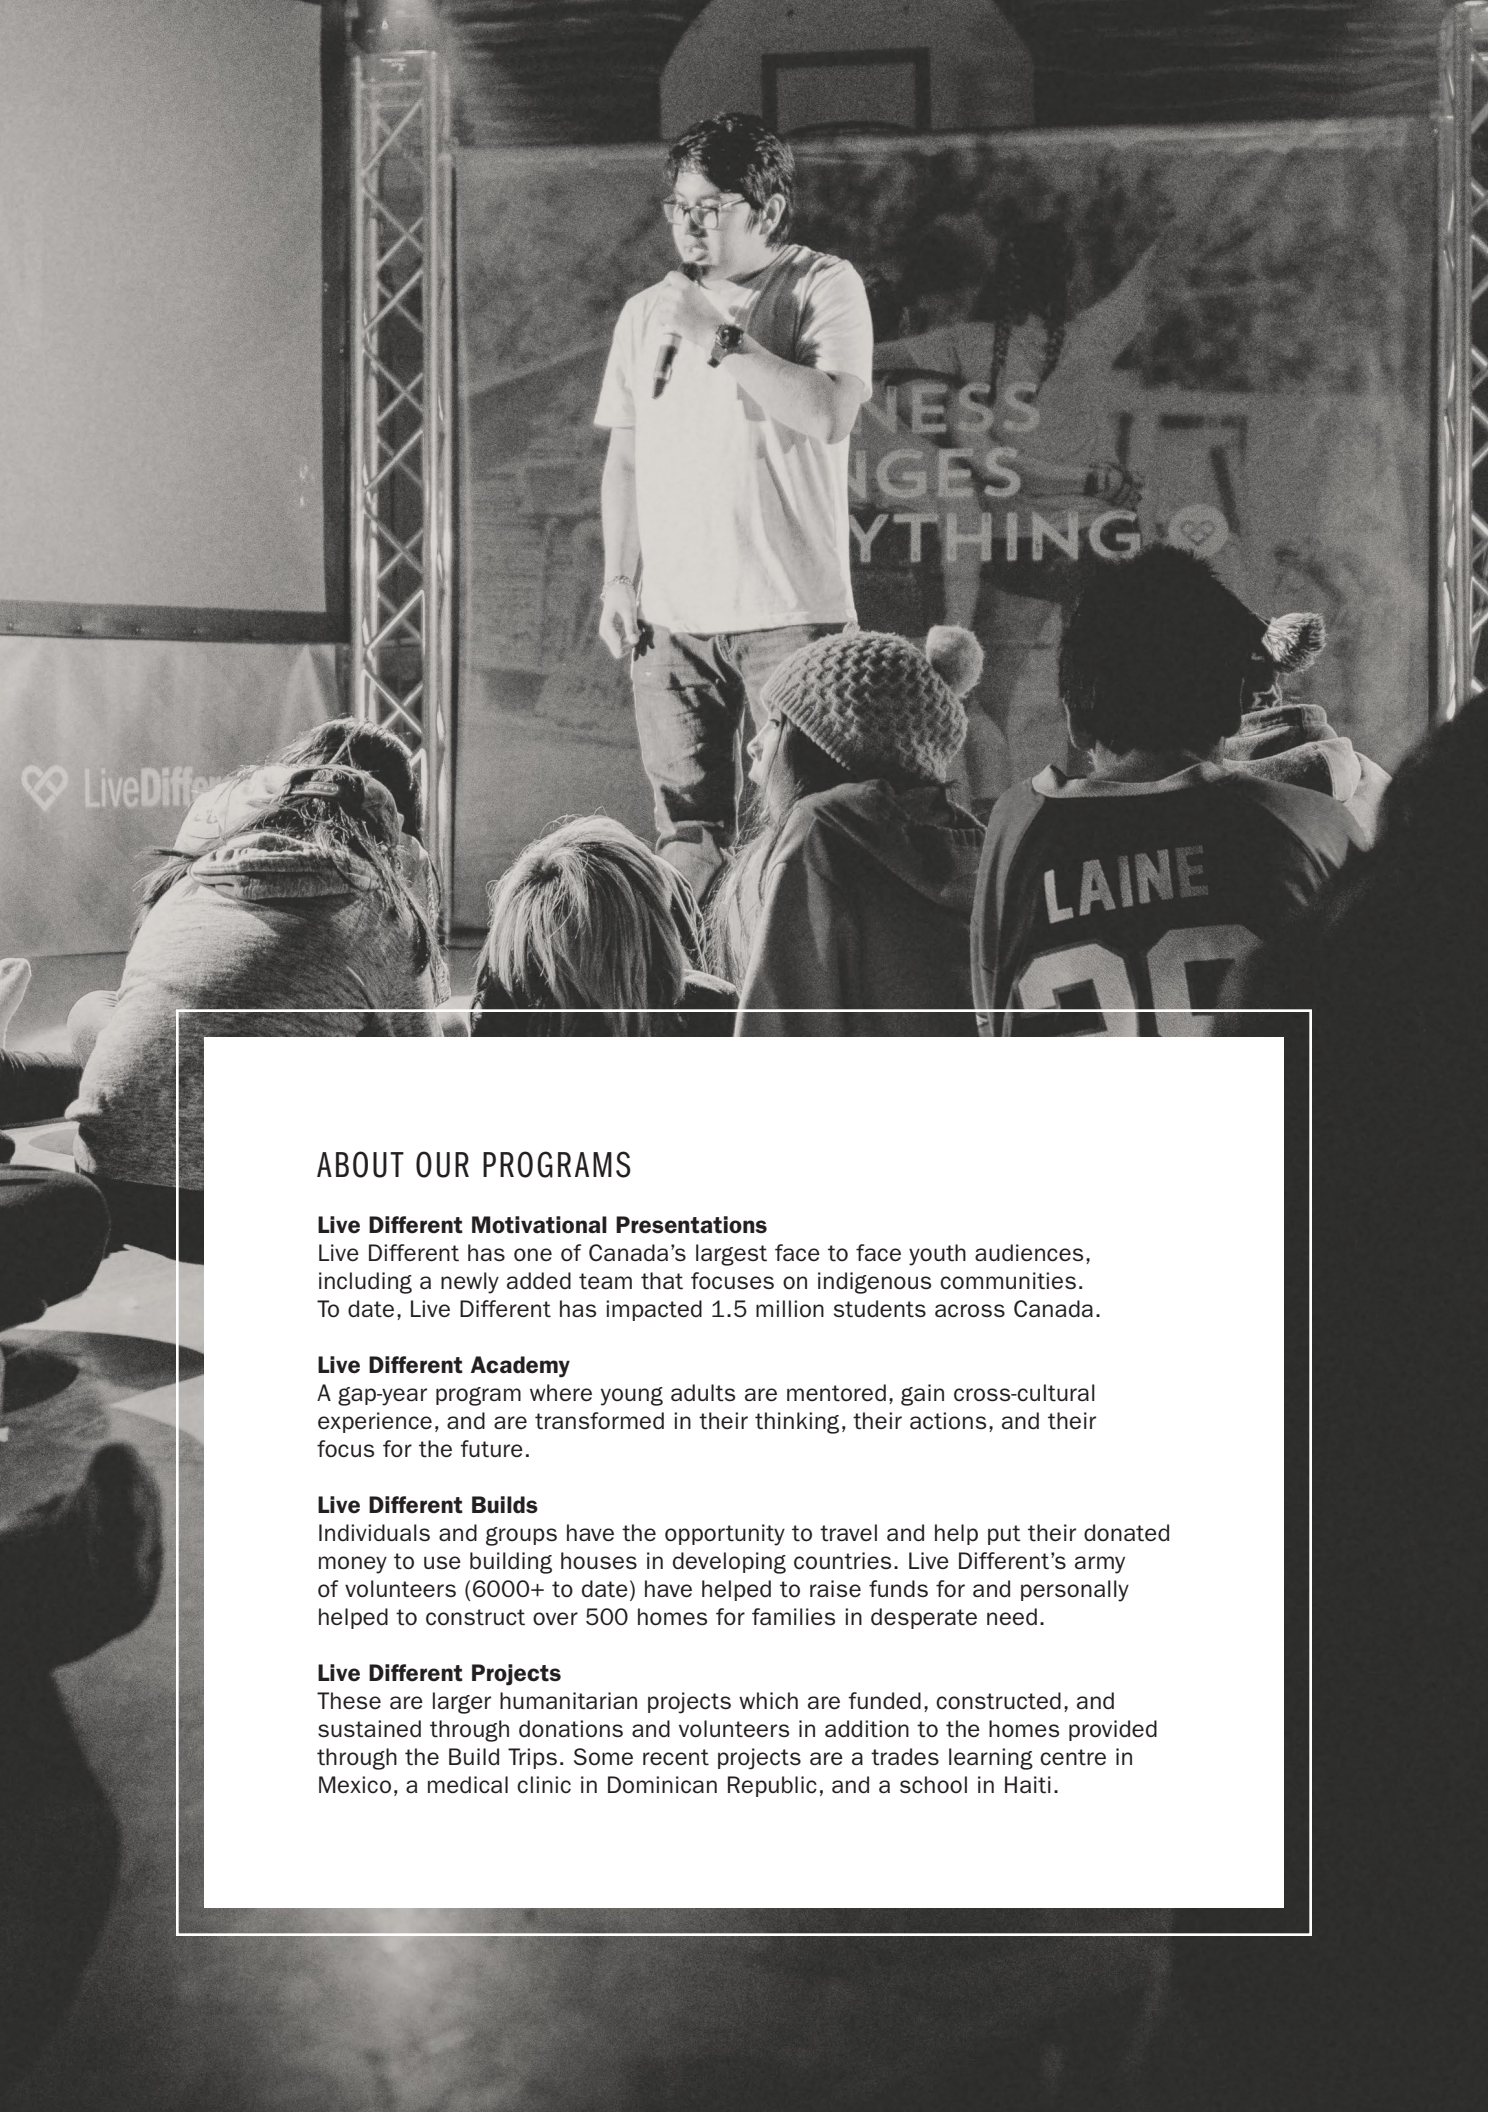 NESS
NGES
YTHING
LiveDiffer
LAINE
ABOUT OUR PROGRAMS
Live Different Motivational Presentations
Live Different has one of Canada’s largest face to face youth audiences,
including a newly added team that focuses on indigenous communities.
To date, Live Different has impacted 1.5 million students across Canada.
Live Different Academy
A gap-year program where young adults are mentored, gain cross-cultural
experience, and are transformed in their thinking, their actions, and their
focus for the future.
Live Different Builds
Individuals and groups have the opportunity to travel and help put their donated
money to use building houses in developing countries. Live Different’s army
of volunteers (6000+ to date) have helped to raise funds for and personally
helped to construct over 500 homes for families in desperate need.
Live Different Projects
These are larger humanitarian projects which are funded, constructed, and
sustained through donations and volunteers in addition to the homes provided
through the Build Trips. Some recent projects are a trades learning centre in
Mexico, a medical clinic in Dominican Republic, and a school in Haiti.